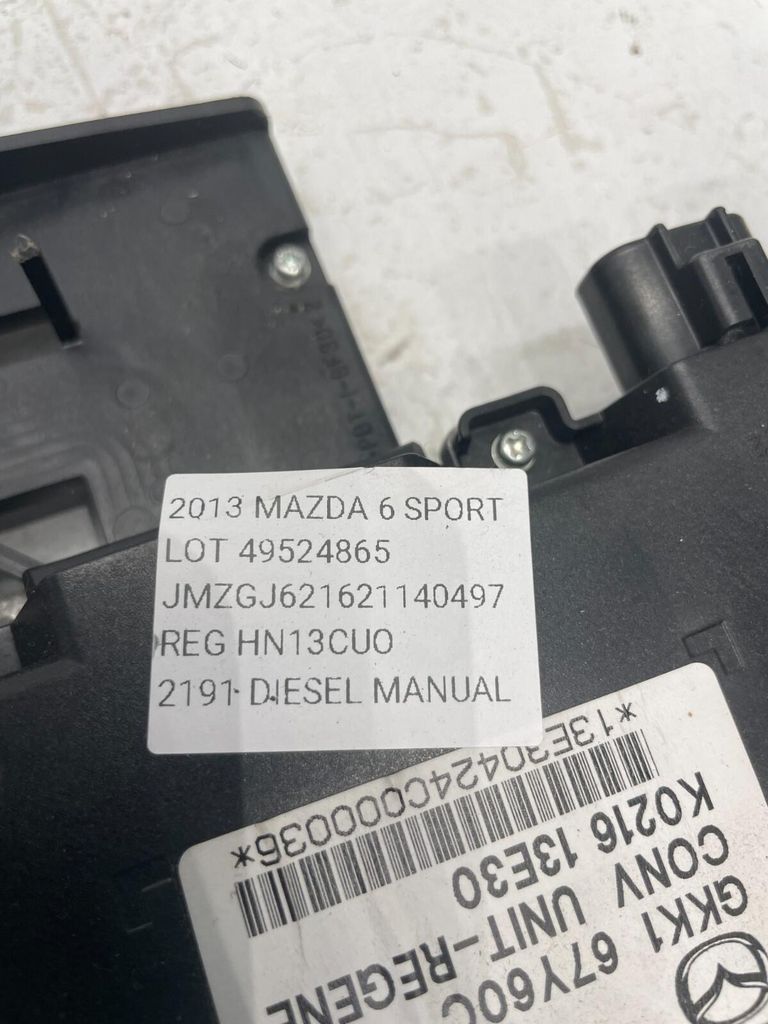 2013 MAZDA 6 SPORT
LOT 49524865
JMZGJ621621140497
REG HN13CUO
2191 DIESEL MANUAL
GKK1 67Y60C
CONV UNIT-REGENE
K0216 13E30
*13E30424C000036*